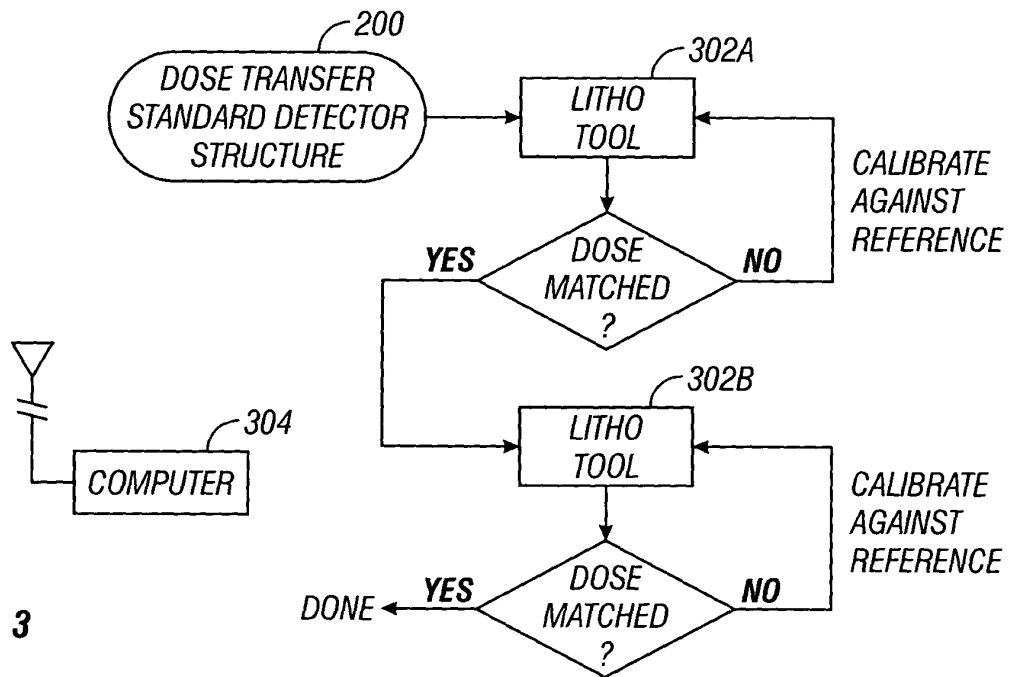 200
DOSE TRANSFER
STANDARD DETECTOR
STRUCTURE
302A
LITHO
TOOL
CALIBRATE
AGAINST
REFERENCE
YES
DOSE
MATCHED
?
NO
302B
LITHO
TOOL
304
COMPUTER
CALIBRATE
AGAINST
REFERENCE
DONE
YES
DOSE
MATCHED
?
NO
3